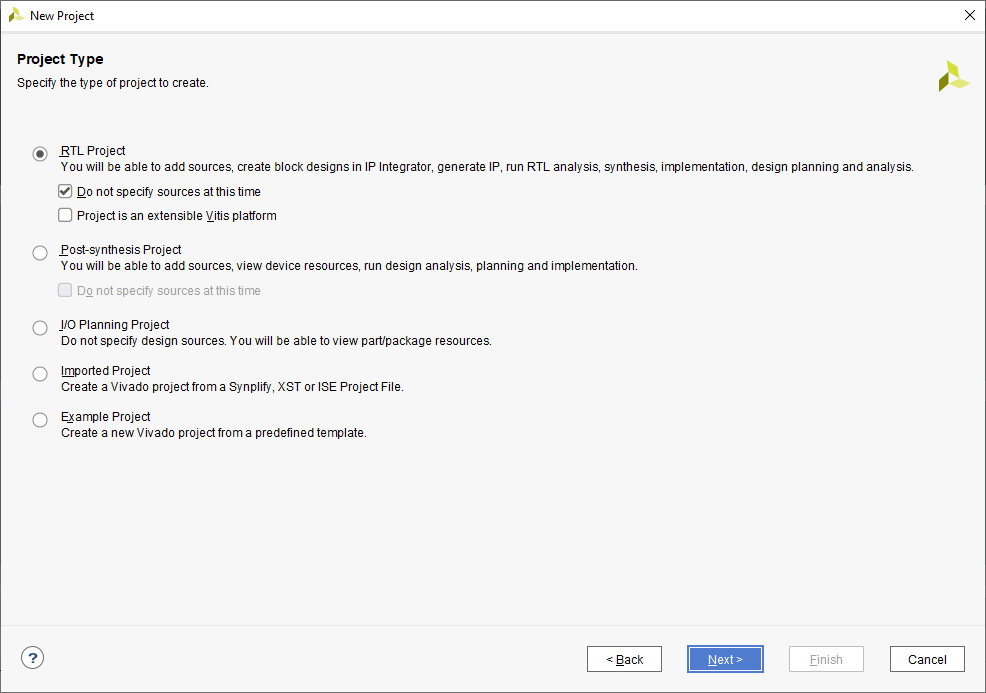 New Project
Project Type
Specify the type of project to create.
RTL Project
You will be able to add sources, create block designs in IP Integrator, generate IP, run RTL analysis, synthesis, implementation, design planning and analysis.
Do not specify sources at this time
Project is an extensible Vitis platform
Post-synthesis Project
You will be able to add sources, view device resources, run design analysis, planning and implementation.
Do not specify sources at this time
I/O Planning Project
Do not specify design sources. You will be able to view part/package resources.
Imported Project
Create a Vivado project from a Synplify, XST or ISE Project File.
Example Project
Create a new Vivado project from a predefined template.
? < Back Next > Finish Cancel